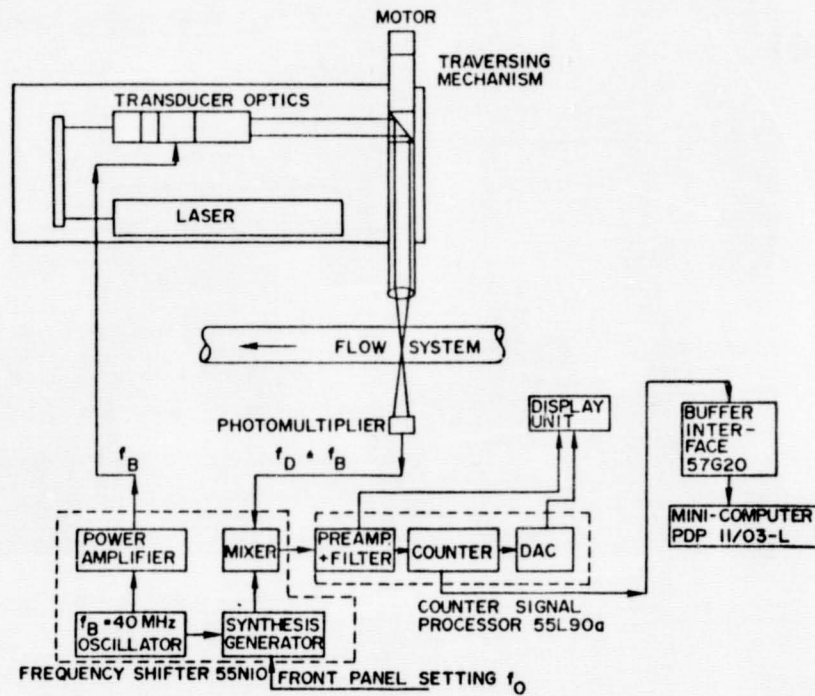 MOTOR
TRAVERSING
MECHANISM
TRANSDUCER OPTICS
LASER
FLOW SYSTEM
PHOTOMULTIPLIER
DISPLAY
UNIT
BUFFER
INTER-
FACE
57G20
f_B
f_D + f_B
POWER
AMPLIFIER
MIXER
PREAMP.
+FILTER
COUNTER
DAC
MINI-COMPUTER
PDP 11/03-L
f_B = 40 MHz
OSCILLATOR
SYNTHESIS
GENERATOR
COUNTER SIGNAL
PROCESSOR 55L90a
FREQUENCY SHIFTER 55N10
FRONT PANEL SETTING f_0